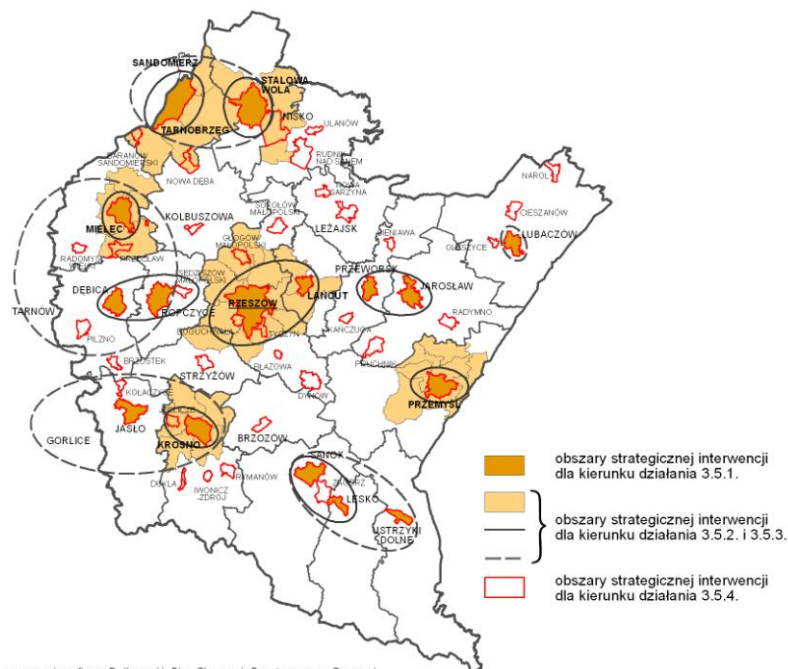 SANDOMIERZ
STALOWA
WOLA
NISKO
ULANÓW
TARNOBRZEG
RUDNIK
NAD SANEM
BARANÓW
SANDOMIERSKI
NOWA DĘBA
NOWA
SARZYNA
NAROL
SOKOŁÓW
MAŁOPOLSKI
CIESZANÓW
KOLBUSZOWA
LEŻAJSK
MIELEC
GŁOGÓW
MAŁOPOLSKI
SIENIAWA
OLESZYCE
LUBACZÓW
RADOMYŚL
WIELKI
PRZECŁAW
SĘDZISZÓW
MAŁOPOLSKI
PRZEWORSK
JAROSŁAW
DĘBICA
ROPCZYCE
RZESZÓW
ŁAŃCUT
TARNÓW
RADYMNO
BOGUCHWAŁA
TYCZYN
KAŃCZUGA
PILZNO
BRZOSTEK
STRZYŻÓW
BŁAŻOWA
PRUCHNIK
DYNÓW
KOŁACZYCE
PRZEMYŚL
JEDLICZE
JASŁO
GORLICE
KROSNO
BRZOZÓW
SANOK
ZAGÓRZ
DUKLA
IWONICZ
-ZDRÓJ
RYMANÓW
LESKO
USTRZYKI
DOLNE
obszary strategicznej interwencji
dla kierunku działania 3.5.1.
obszary strategicznej interwencji
dla kierunku działania 3.5.2. i 3.5.3.
obszary strategicznej interwencji
dla kierunku działania 3.5.4.